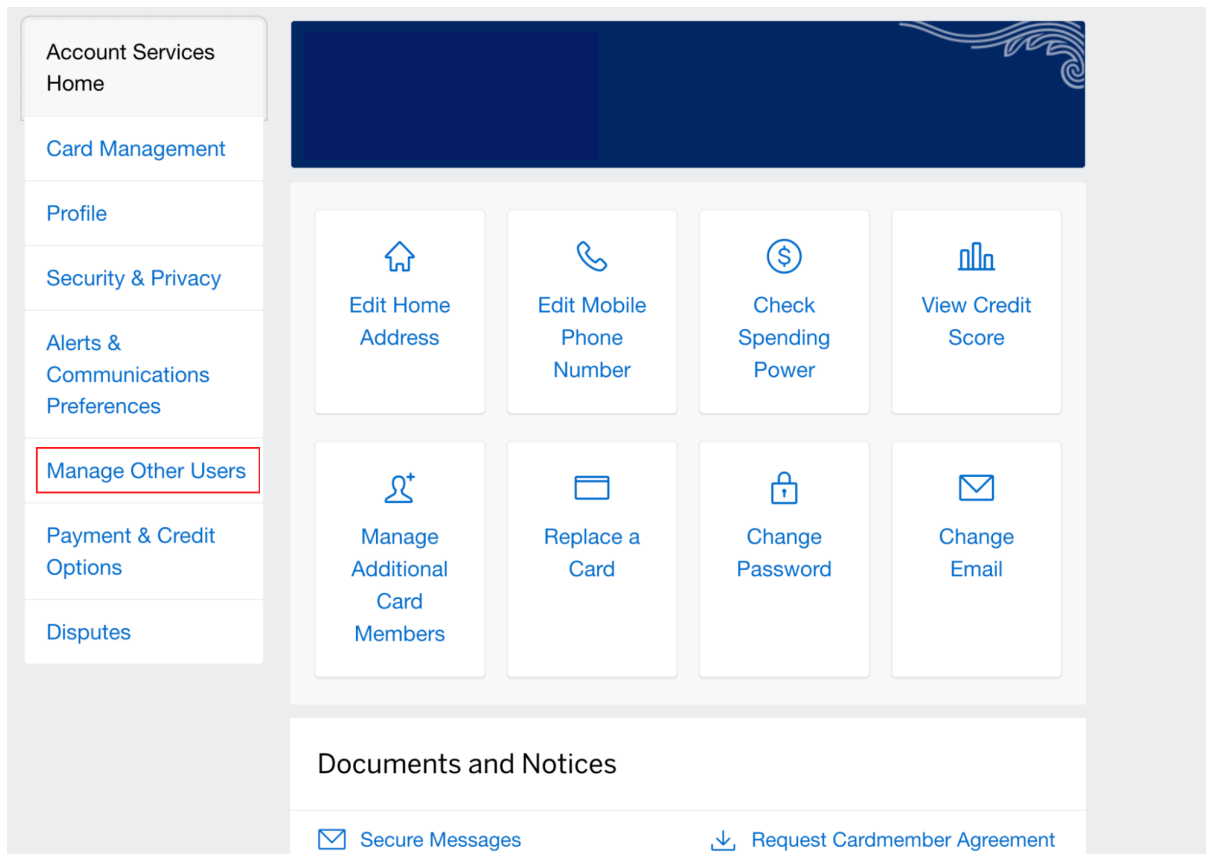 Account Services
Home
Card Management
Profile
Security & Privacy
Alerts &
Communications
Preferences
Manage Other Users
Payment & Credit
Options
Disputes
Edit Home
Address
Edit Mobile
Phone
Number
Check
Spending
Power
View Credit
Score
Manage
Additional
Card
Members
Replace a
Card
Change
Password
Change
Email
Documents and Notices
Secure Messages
Request Cardmember Agreement